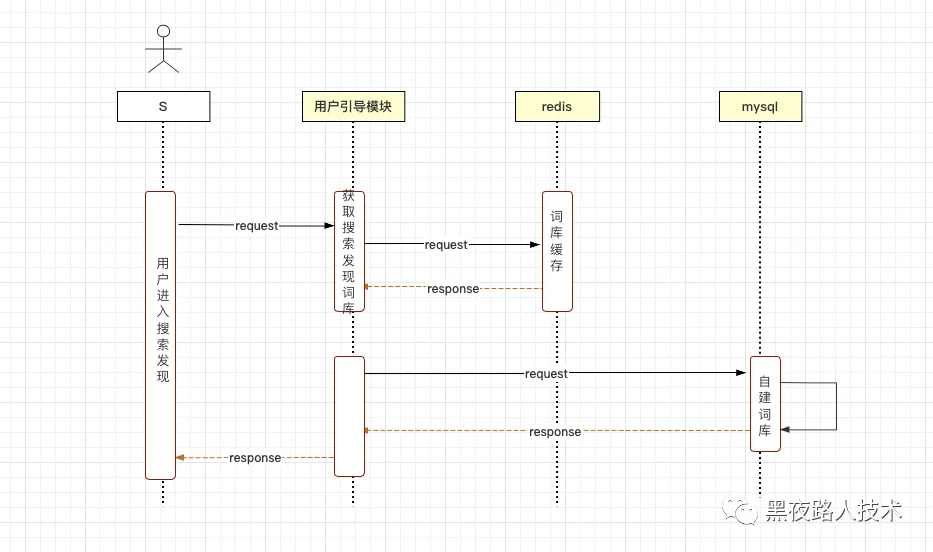 S
用户引导模块
redis
mysql
用户进入搜索发现
获取搜索发现词库
词库缓存
request
request
response
request
自建词库
response
response
黑夜路人技术